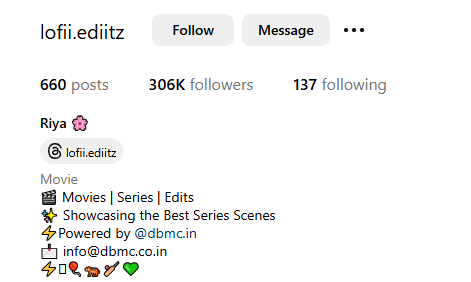 lofii.ediitz Follow Message •••
660 posts 306K followers 137 following
Riya 🌸
lofii.ediitz
Movie
🎬 Movies | Series | Edits
✨ Showcasing the Best Series Scenes
⚡Powered by @dbmc.in
📩 info@dbmc.co.in